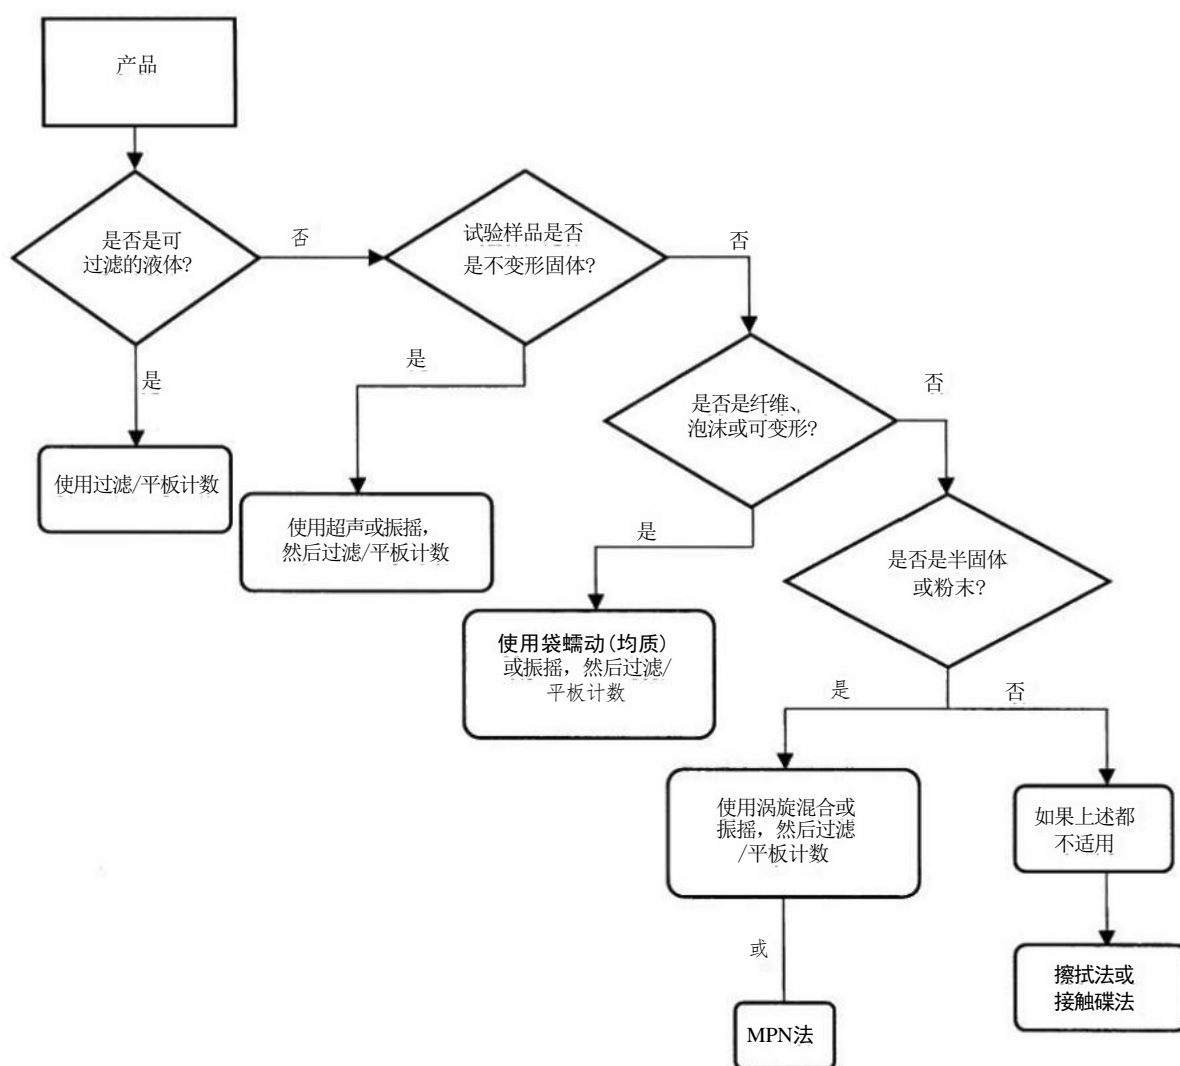 产品
是否是可
过滤的液体?
否
试验样品是否
是不变形固体?
否
是
是
是否是纤维、
泡沫或可变形?
否
使用过滤/平板计数
使用超声或振摇，
然后过滤/平板计数
是
是否是半固体
或粉末?
使用袋蠕动(均质)
或振摇，然后过滤/
平板计数
是
否
使用涡旋混合或
振摇，然后过滤
/平板计数
如果上述都
不适用
或
擦拭法或
接触碟法
MPN法